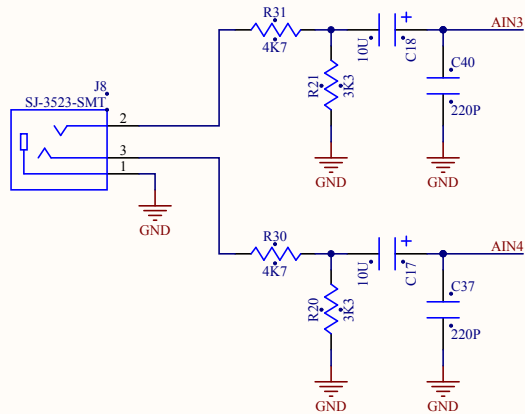 R31
4K7
10U
C18
AIN3
R21
3K3
C40
220P
GND
GND
J8
SJ-3523-SMT
2
3
1
GND
R30
4K7
10U
C17
AIN4
R20
3K3
C37
220P
GND
GND